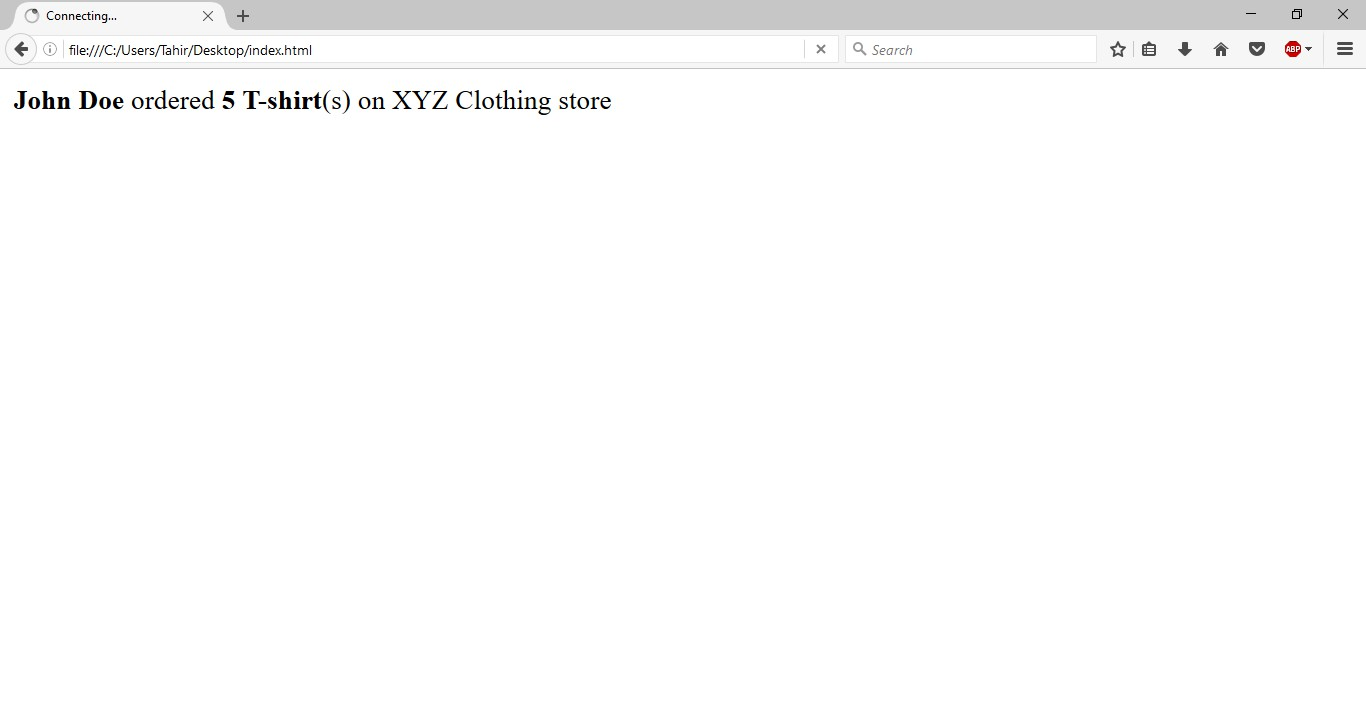 Connecting...
file:///C:/Users/Tahir/Desktop/index.html
Search
ABP
John Doe ordered 5 T-shirt(s) on XYZ Clothing store